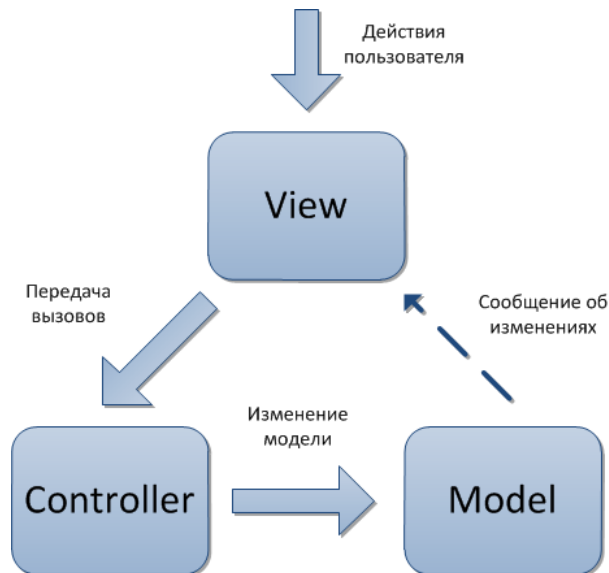 Действия
пользователя
View
Передача
вызовов
Сообщение об
изменениях
Изменение
модели
Controller
Model